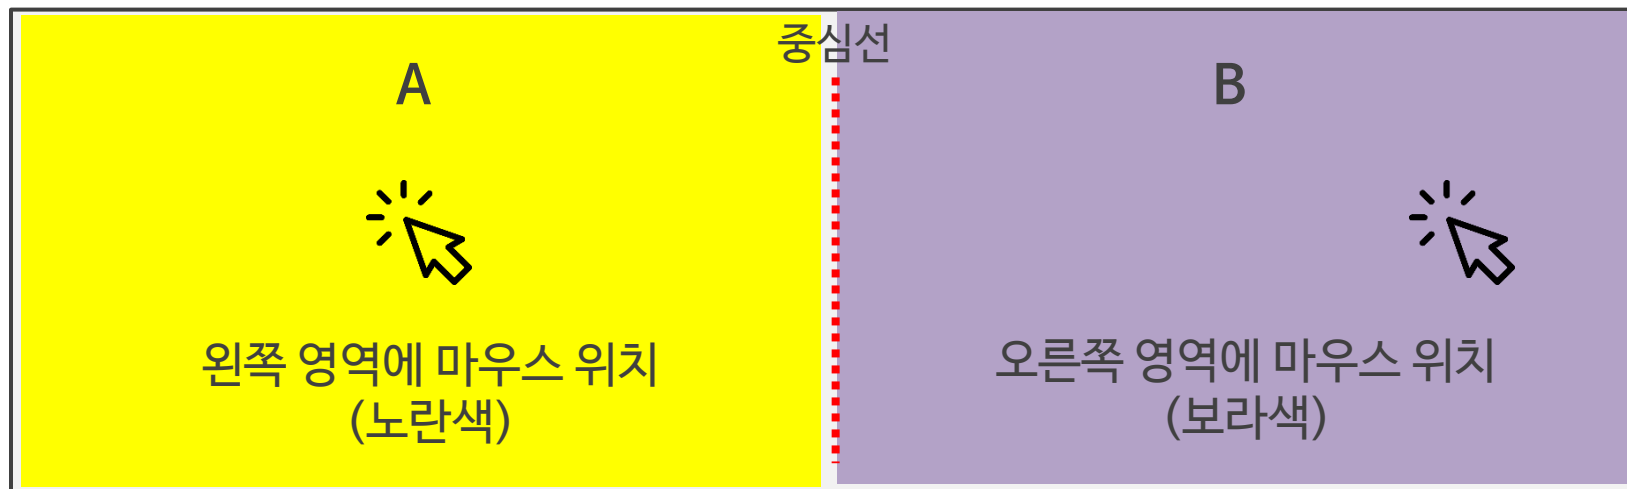 중심선
A
B
왼쪽 영역에 마우스 위치
(노란색)
오른쪽 영역에 마우스 위치
(보라색)